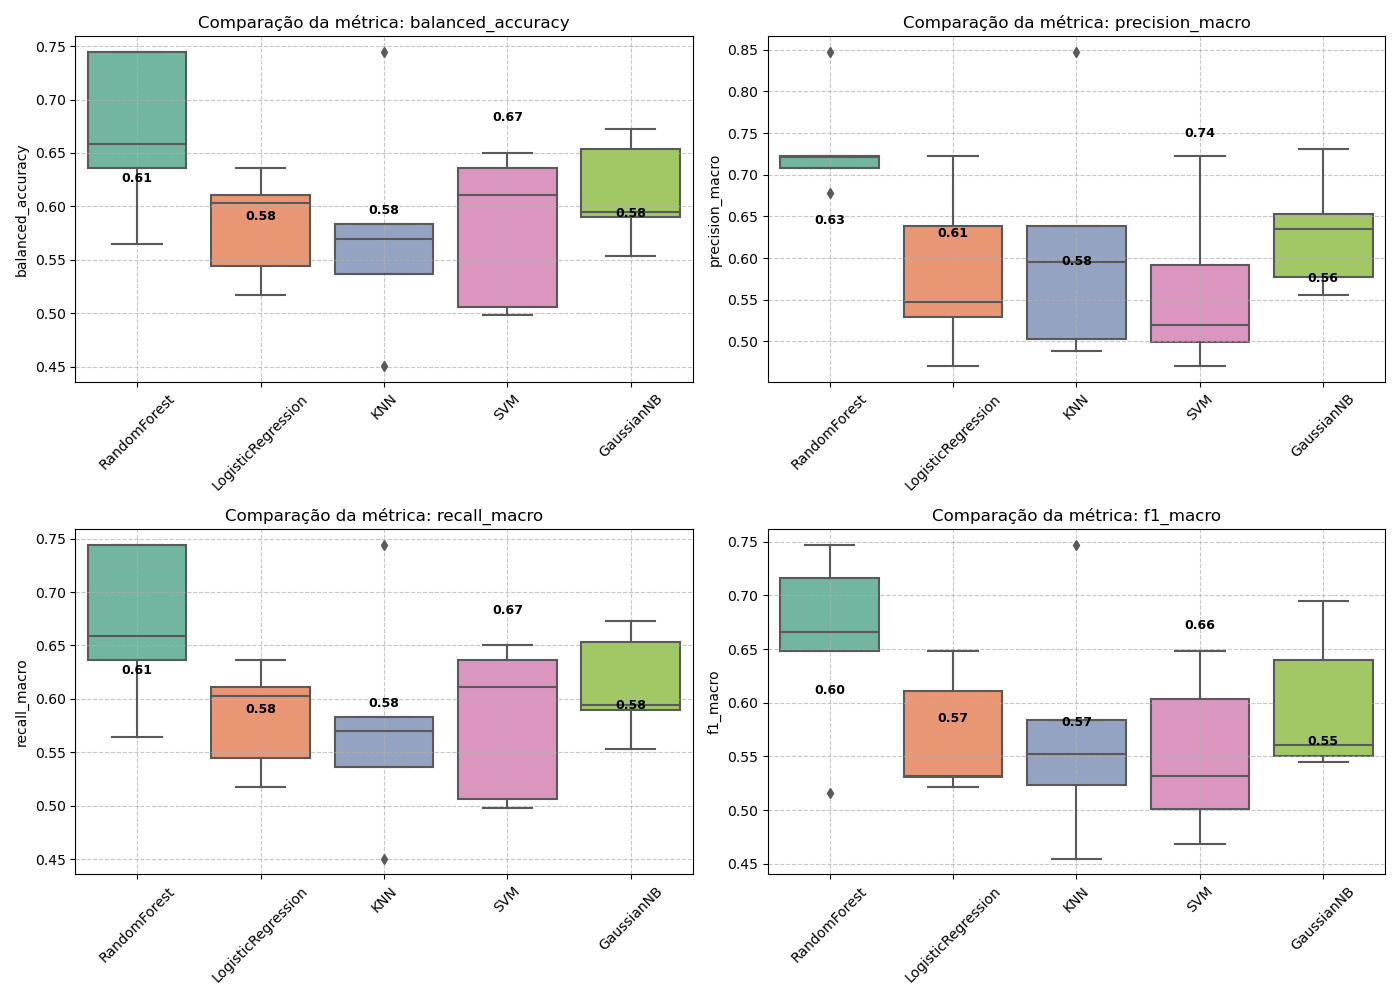 Comparação da métrica: balanced_accuracy
balanced_accuracy
0.75
0.70
0.65
0.60
0.55
0.50
0.45
0.61
0.58
0.58
0.67
0.58
RandomForest
LogisticRegression
KNN
SVM
GaussianNB
Comparação da métrica: precision_macro
precision_macro
0.85
0.80
0.75
0.70
0.65
0.60
0.55
0.50
0.63
0.61
0.58
0.74
0.56
RandomForest
LogisticRegression
KNN
SVM
GaussianNB
Comparação da métrica: recall_macro
recall_macro
0.75
0.70
0.65
0.60
0.55
0.50
0.45
0.61
0.58
0.58
0.67
0.58
RandomForest
LogisticRegression
KNN
SVM
GaussianNB
Comparação da métrica: f1_macro
f1_macro
0.75
0.70
0.65
0.60
0.55
0.50
0.45
0.60
0.57
0.57
0.66
0.55
RandomForest
LogisticRegression
KNN
SVM
GaussianNB